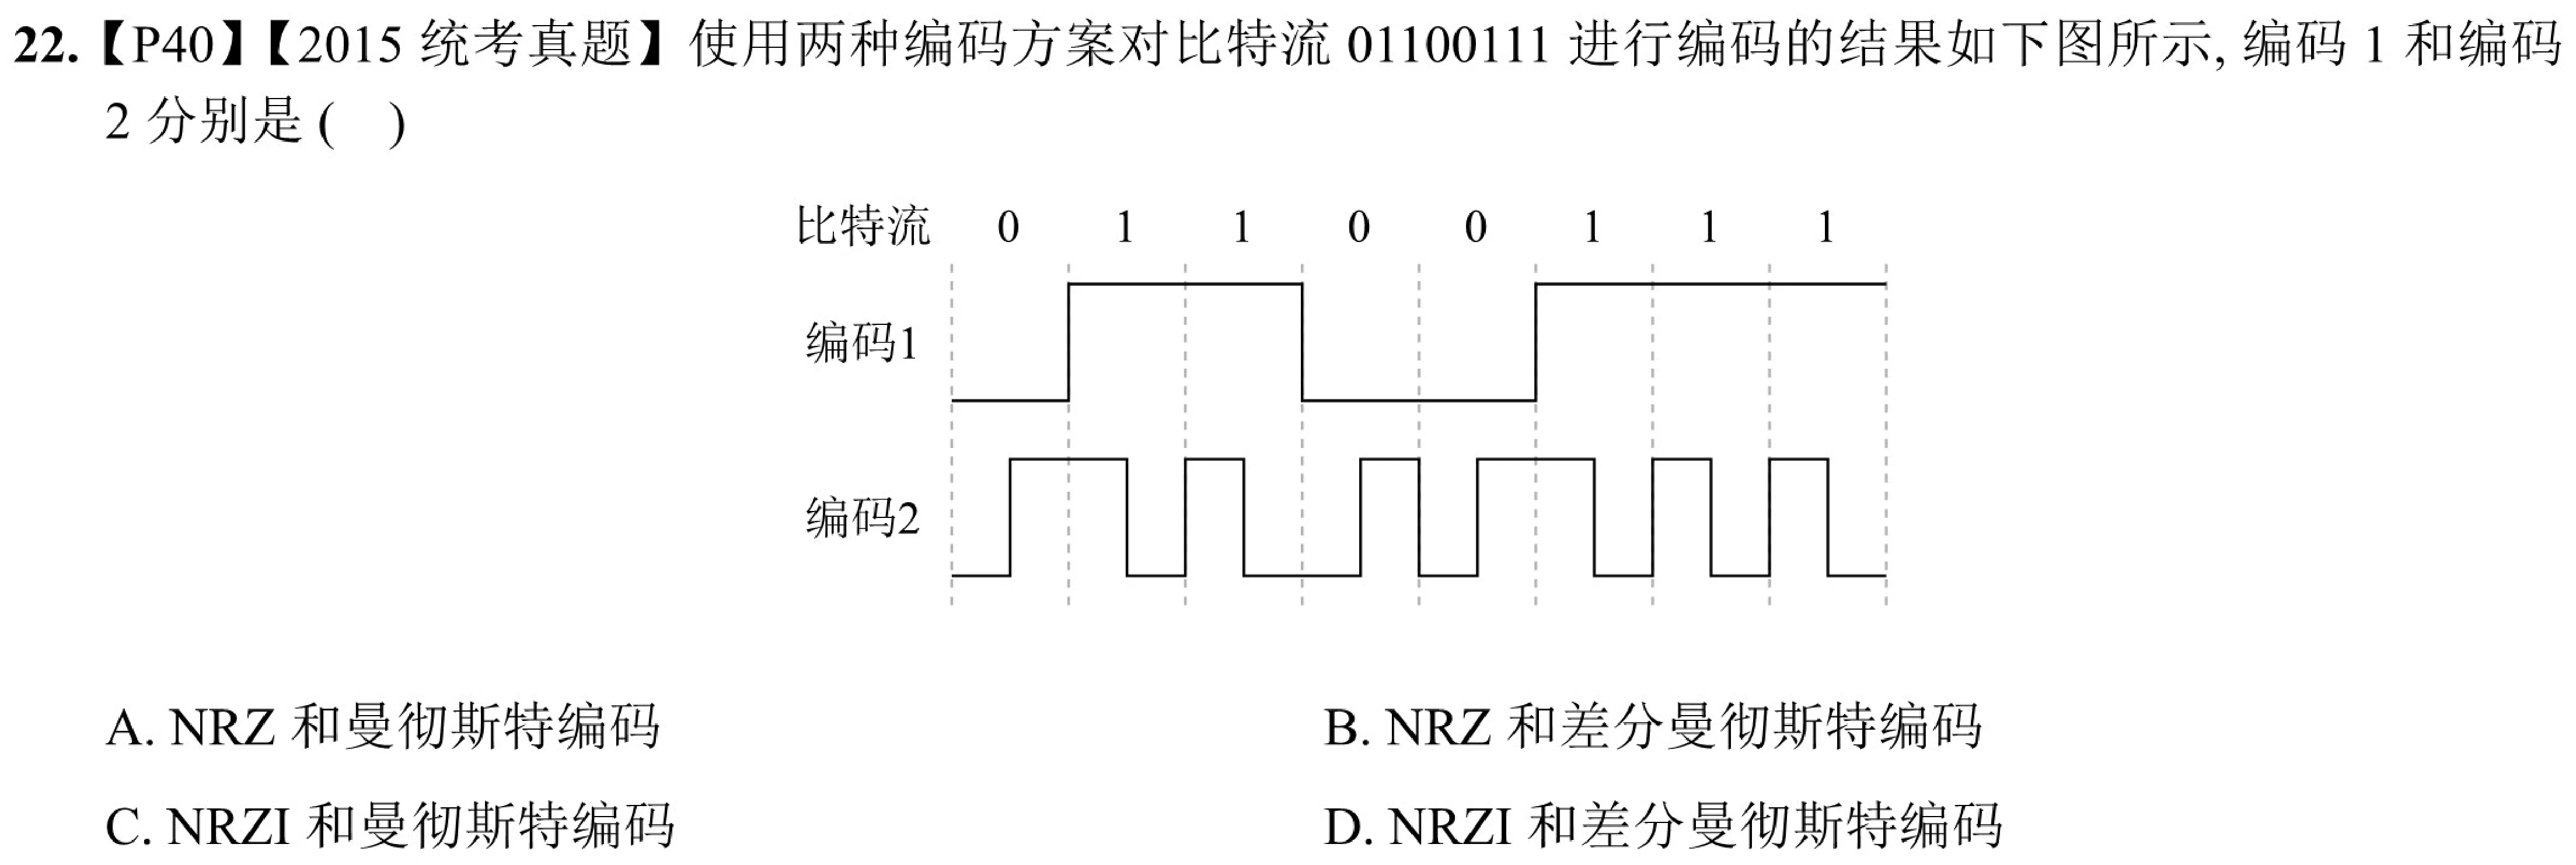 22.【P40】【2015 统考真题】使用两种编码方案对比特流 01100111 进行编码的结果如下图所示, 编码 1 和编码
2 分别是 (    )
比特流 0 1 1 0 0 1 1 1
编码1
编码2
A. NRZ 和曼彻斯特编码
B. NRZ 和差分曼彻斯特编码
C. NRZI 和曼彻斯特编码
D. NRZI 和差分曼彻斯特编码